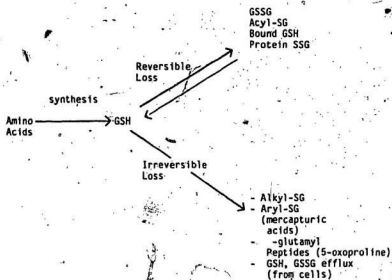 GSSG
Acyl-SG
Bound GSH
Protein SSG
Reversible
Loss
synthesis
Amino
Acids
GSH
Irreversible
Loss
- Alkyl-SG
- Aryl-SG
(mercapturic
acids)
- -glutamyl
Peptides (5-oxoproline)
- GSH, GSSG efflux
(from cells)